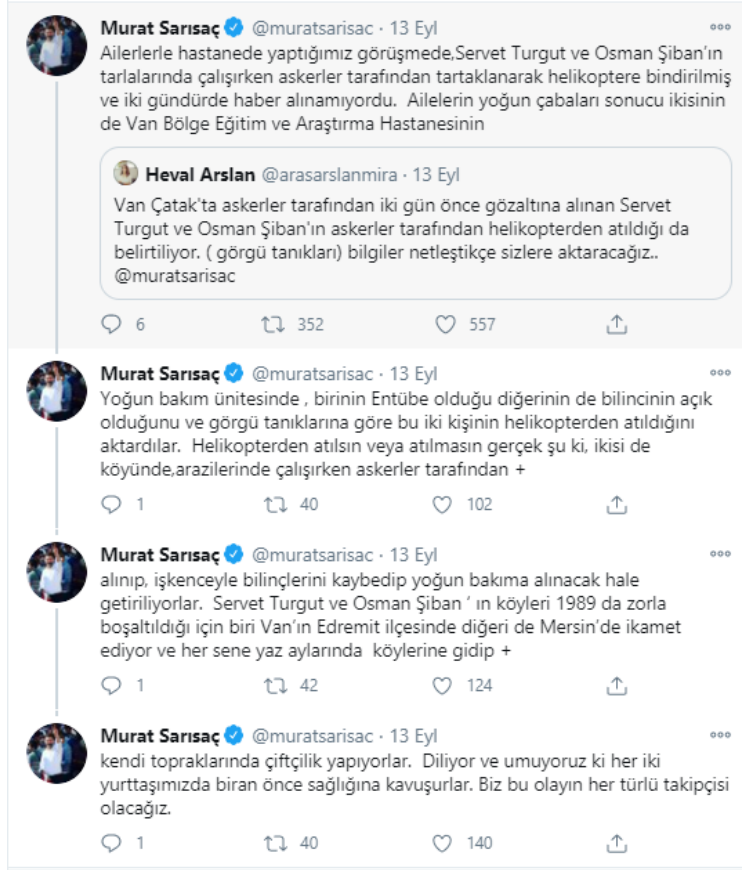 Murat Sarısaç @muratsarisac · 13 Eyl
Ailerlerle hastanede yaptığımız görüşmede,Servet Turgut ve Osman Şiban’ın
tarlalarında çalışırken askerler tarafından tartaklanarak helikoptere bindirilmiş
ve iki gündürde haber alınamıyordu. Ailelerin yoğun çabaları sonucu ikisinin
de Van Bölge Eğitim ve Araştırma Hastanesinin
Heval Arslan @arasarslanmira · 13 Eyl
Van Çatak'ta askerler tarafından iki gün önce gözaltına alınan Servet
Turgut ve Osman Şiban'ın askerler tarafından helikopterden atıldığı da
belirtiliyor. ( görgü tanıkları) bilgiler netleştikçe sizlere aktaracağız..
@muratsarisac
6 352 557
Murat Sarısaç @muratsarisac · 13 Eyl
Yoğun bakım ünitesinde , birinin Entübe olduğu diğerinin de bilincinin açık
olduğunu ve görgü tanıklarına göre bu iki kişinin helikopterden atıldığını
aktardılar. Helikopterden atılsın veya atılmasın gerçek şu ki, ikisi de
köyünde,arazilerinde çalışırken askerler tarafından +
1 40 102
Murat Sarısaç @muratsarisac · 13 Eyl
alınıp, işkenceyle bilinçlerini kaybedip yoğun bakıma alınacak hale
getiriliyorlar. Servet Turgut ve Osman Şiban ‘ ın köyleri 1989 da zorla
boşaltıldığı için biri Van’ın Edremit ilçesinde diğeri de Mersin’de ikamet
ediyor ve her sene yaz aylarında köylerine gidip +
1 42 124
Murat Sarısaç @muratsarisac · 13 Eyl
kendi topraklarında çiftçilik yapıyorlar. Diliyor ve umuyoruz ki her iki
yurttaşımızda biran önce sağlığına kavuşurlar. Biz bu olayın her türlü takipçisi
olacağız.
1 40 140